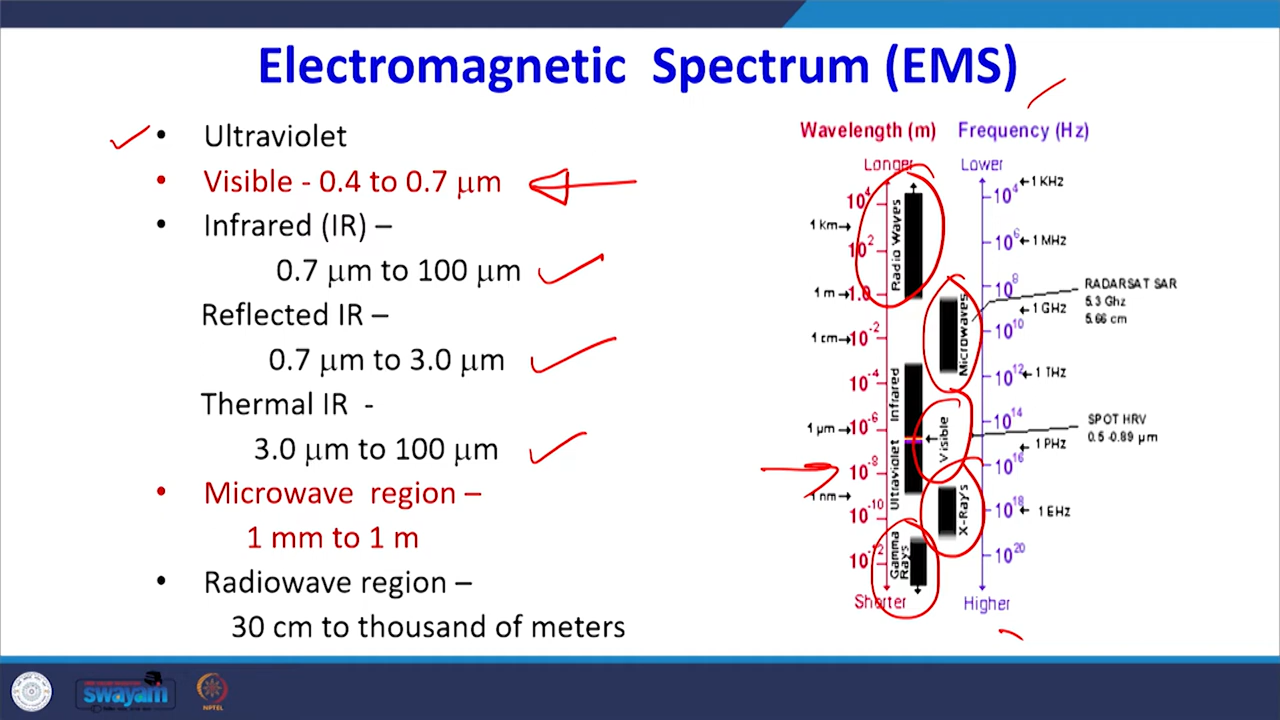 Electromagnetic Spectrum (EMS)
• Ultraviolet
• Visible - 0.4 to 0.7 μm
• Infrared (IR) –
0.7 μm to 100 μm
Reflected IR –
0.7 μm to 3.0 μm
Thermal IR -
3.0 μm to 100 μm
• Microwave region –
1 mm to 1 m
• Radiowave region –
30 cm to thousand of meters
Wavelength (m) Frequency (Hz)
Longer Lower
10⁴ 10⁴ 1 KHz
1 km 10² 10⁶ 1 MHz
1 m 1.0 10⁸ 1 GHz
1 cm 10⁻² 10¹⁰
10⁻⁴ 10¹² 1 THz
1 μm 10⁻⁶ 10¹⁴
10⁻⁸ 10¹⁶ 1 PHz
1 nm 10⁻¹⁰ 10¹⁸ 1 EHz
10⁻¹² 10²⁰
Shorter Higher
Radio Waves
Microwaves
Infrared
Visible
Ultraviolet
X-Rays
Gamma
Rays
RADARSAT SAR
5.3 Ghz
5.66 cm
SPOT HRV
0.5 -0.89 μm
swayam
NPTEL